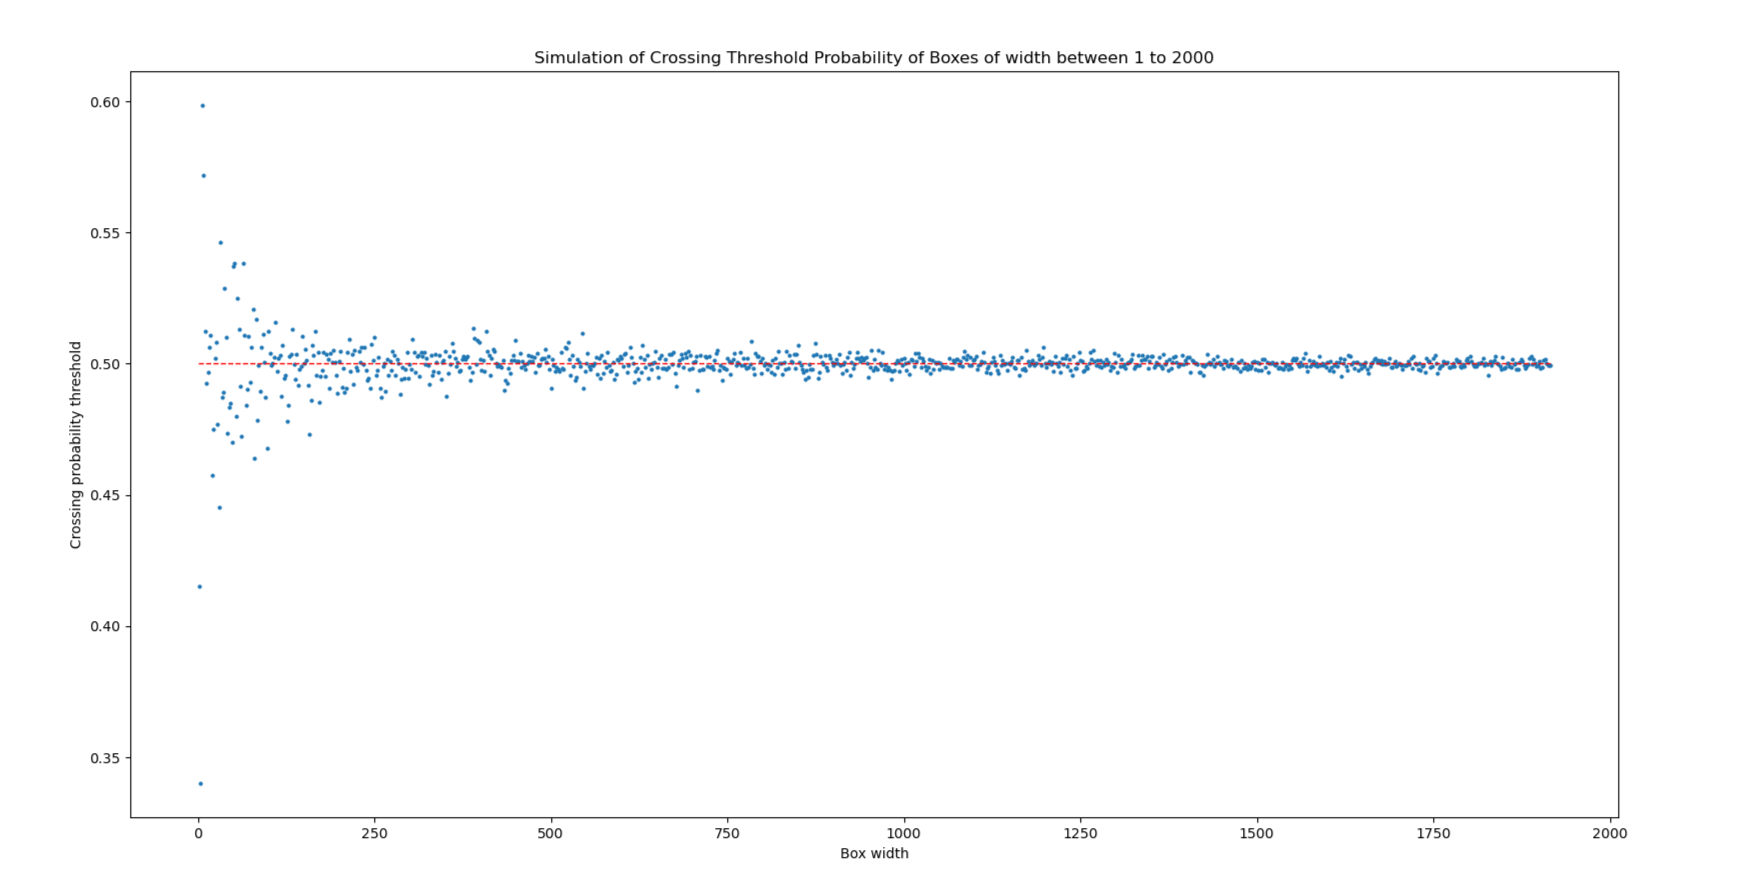 Simulation of Crossing Threshold Probability of Boxes of width between 1 to 2000
0.60
0.55
0.50
0.45
0.40
0.35
Crossing probability threshold
0 250 500 750 1000 1250 1500 1750 2000
Box width